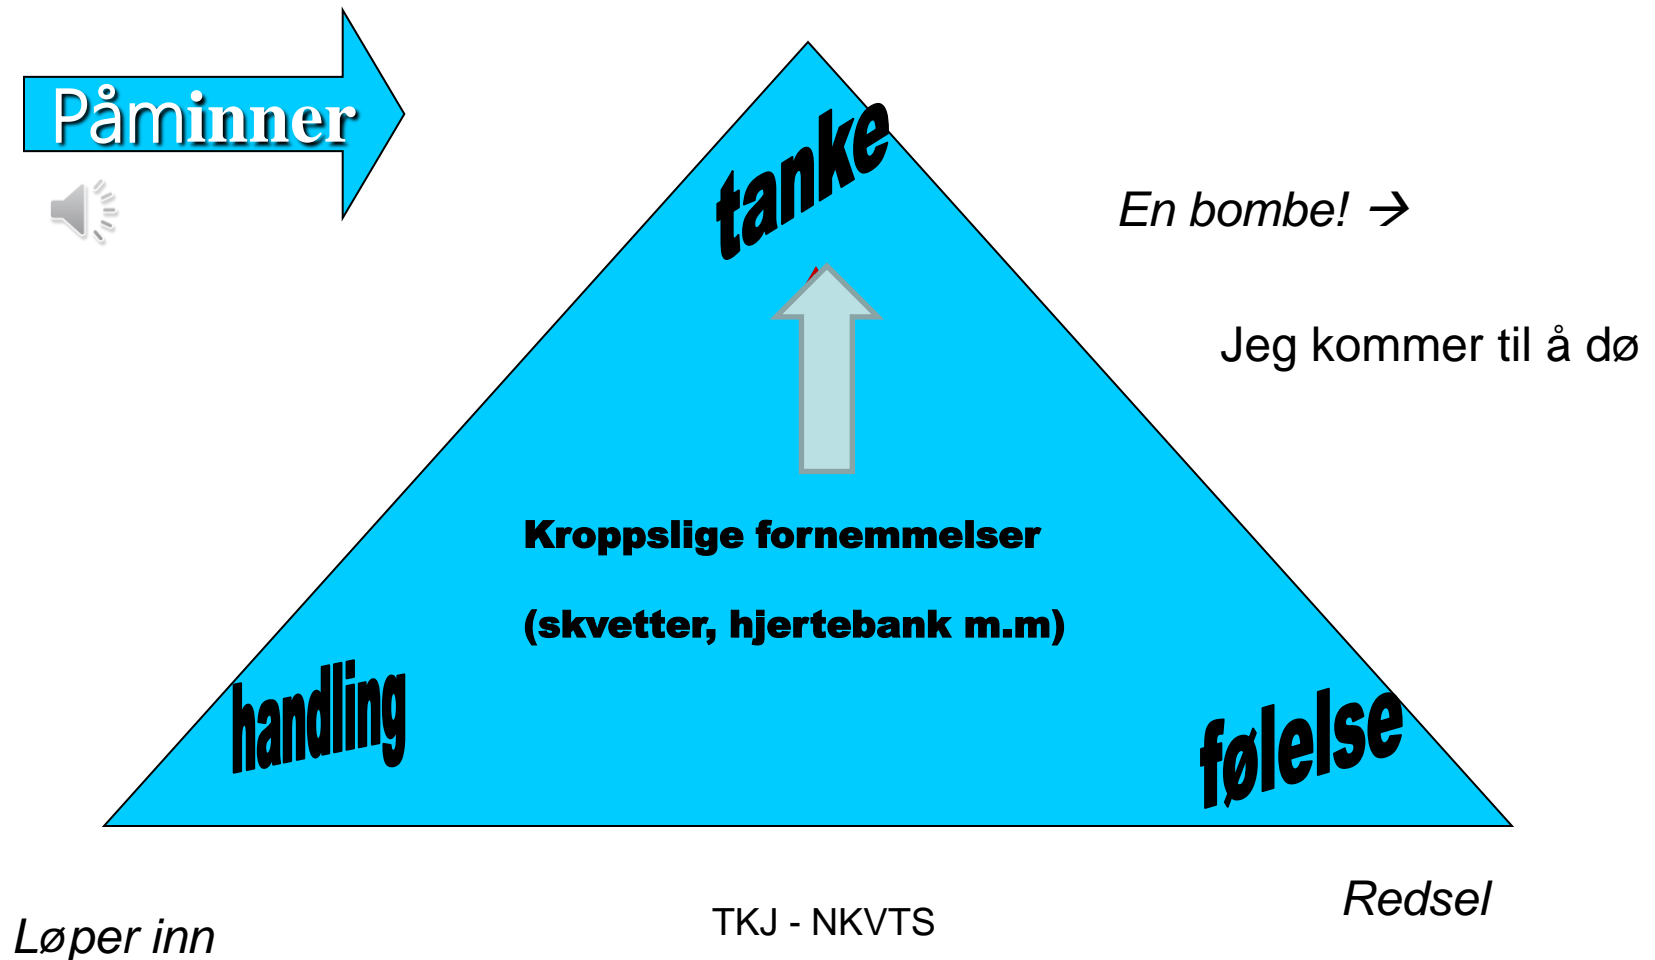 Påminner
tanke
En bombe! →
Jeg kommer til å dø
Kroppslige fornemmelser
(skvetter, hjertebank m.m)
handling
følelse
Redsel
TKJ - NKVTS
Løper inn